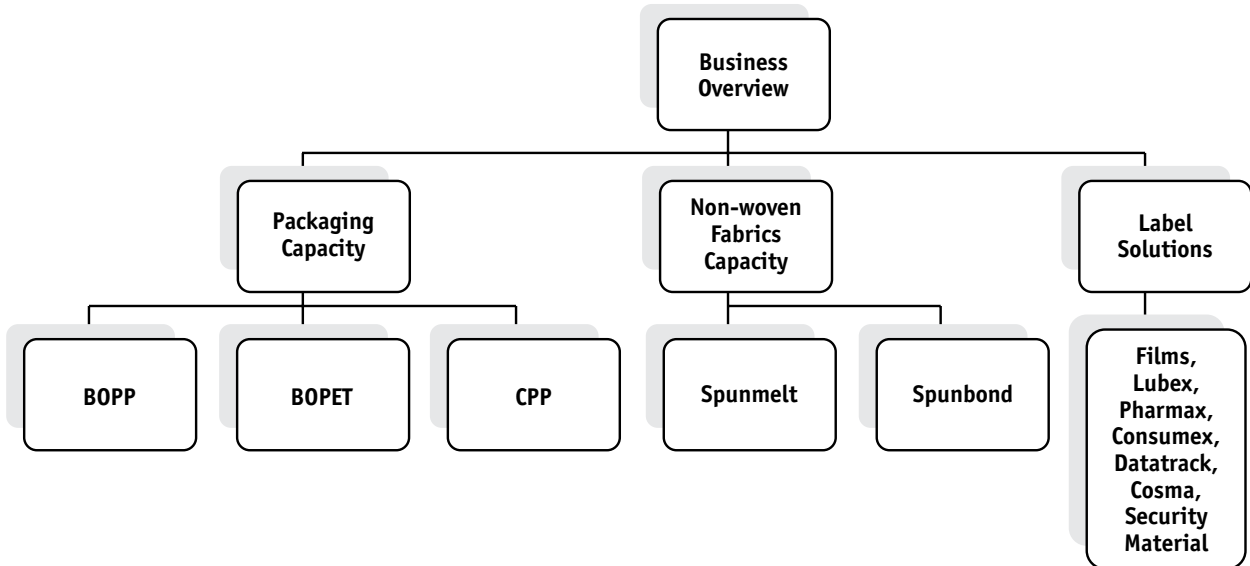 Business
Overview
Packaging
Capacity
Non-woven
Fabrics
Capacity
Label
Solutions
BOPP
BOPET
CPP
Spunmelt
Spunbond
Films,
Lubex,
Pharmax,
Consumex,
Datatrack,
Cosma,
Security
Material